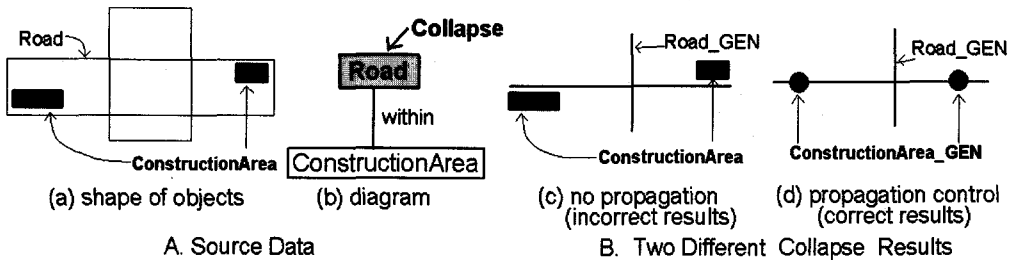 Road
ConstructionArea
(a) shape of objects
Collapse
Road
within
ConstructionArea
(b) diagram
A. Source Data
Road_GEN
ConstructionArea
(c) no propagation
(incorrect results)
Road_GEN
ConstructionArea_GEN
(d) propagation control
(correct results)
B. Two Different Collapse Results